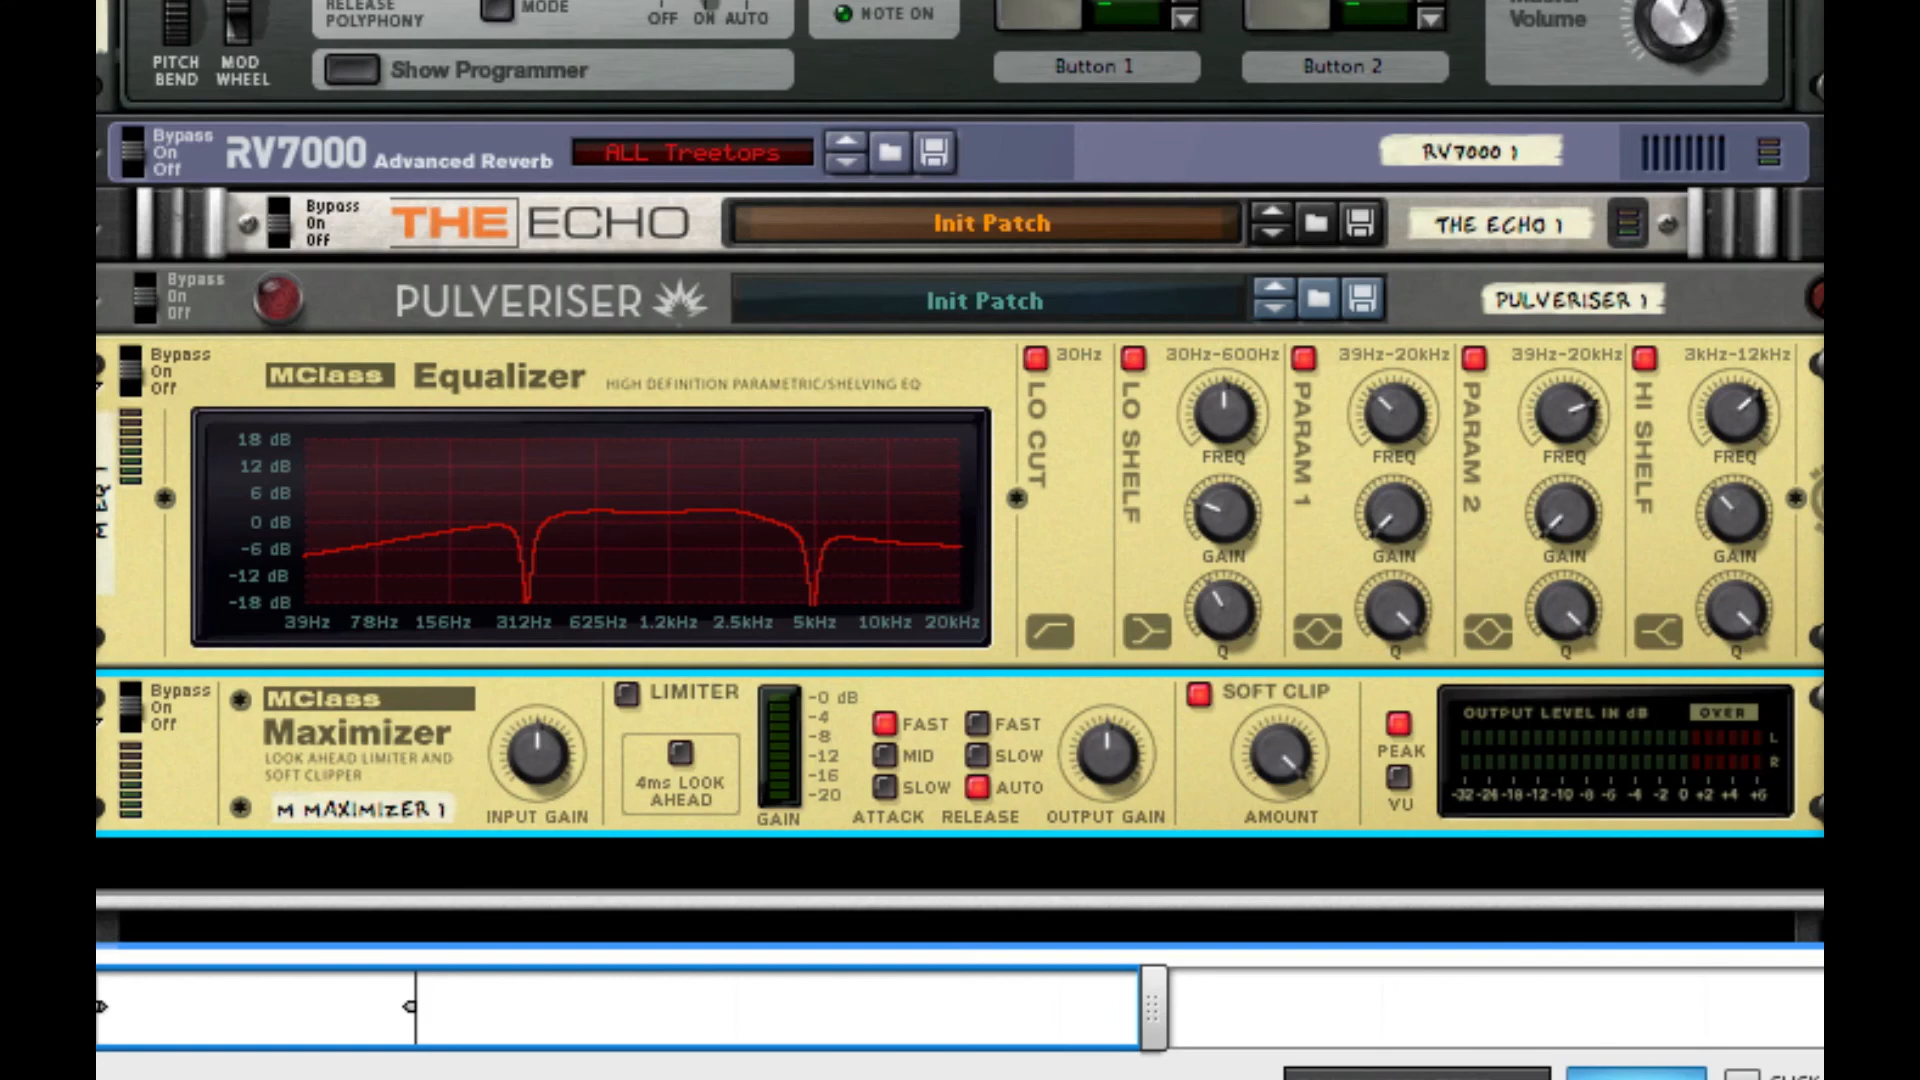 RELEASE
POLYPHONY
MODE
OFF ON AUTO
NOTE ON
Volume
PITCH
BEND
MOD
WHEEL
Show Programmer
Button 1
Button 2
Bypass
On
Off
RV7000 Advanced Reverb
ALL Treetops
RV7000 1
Bypass
On
Off
THE ECHO
Init Patch
THE ECHO 1
Bypass
On
Off
PULVERISER
Init Patch
PULVERISER 1
Bypass
On
Off
MClass Equalizer HIGH DEFINITION PARAMETRIC/SHELVING EQ
18 dB
12 dB
6 dB
0 dB
-6 dB
-12 dB
-18 dB
39Hz 78Hz 156Hz 312Hz 625Hz 1.2kHz 2.5kHz 5kHz 10kHz 20kHz
30Hz
LO CUT
30Hz-600Hz
LO SHELF
FREQ
GAIN
Q
39Hz-20kHz
PARAM 1
FREQ
GAIN
Q
39Hz-20kHz
PARAM 2
FREQ
GAIN
Q
3kHz-12kHz
HI SHELF
FREQ
GAIN
Q
Bypass
On
Off
MClass
Maximizer
LOOK AHEAD LIMITER AND
SOFT CLIPPER
M MAXIMIZER 1
INPUT GAIN
LIMITER
4ms LOOK
AHEAD
-0 dB
-4
-8
-12
-16
-20
GAIN
FAST
MID
SLOW
ATTACK
FAST
SLOW
AUTO
RELEASE
OUTPUT GAIN
SOFT CLIP
AMOUNT
PEAK
VU
OUTPUT LEVEL IN dB
OVER
L
R
-32 -24 -18 -12 -10 -8 -6 -4 -2 0 +2 +4 +6